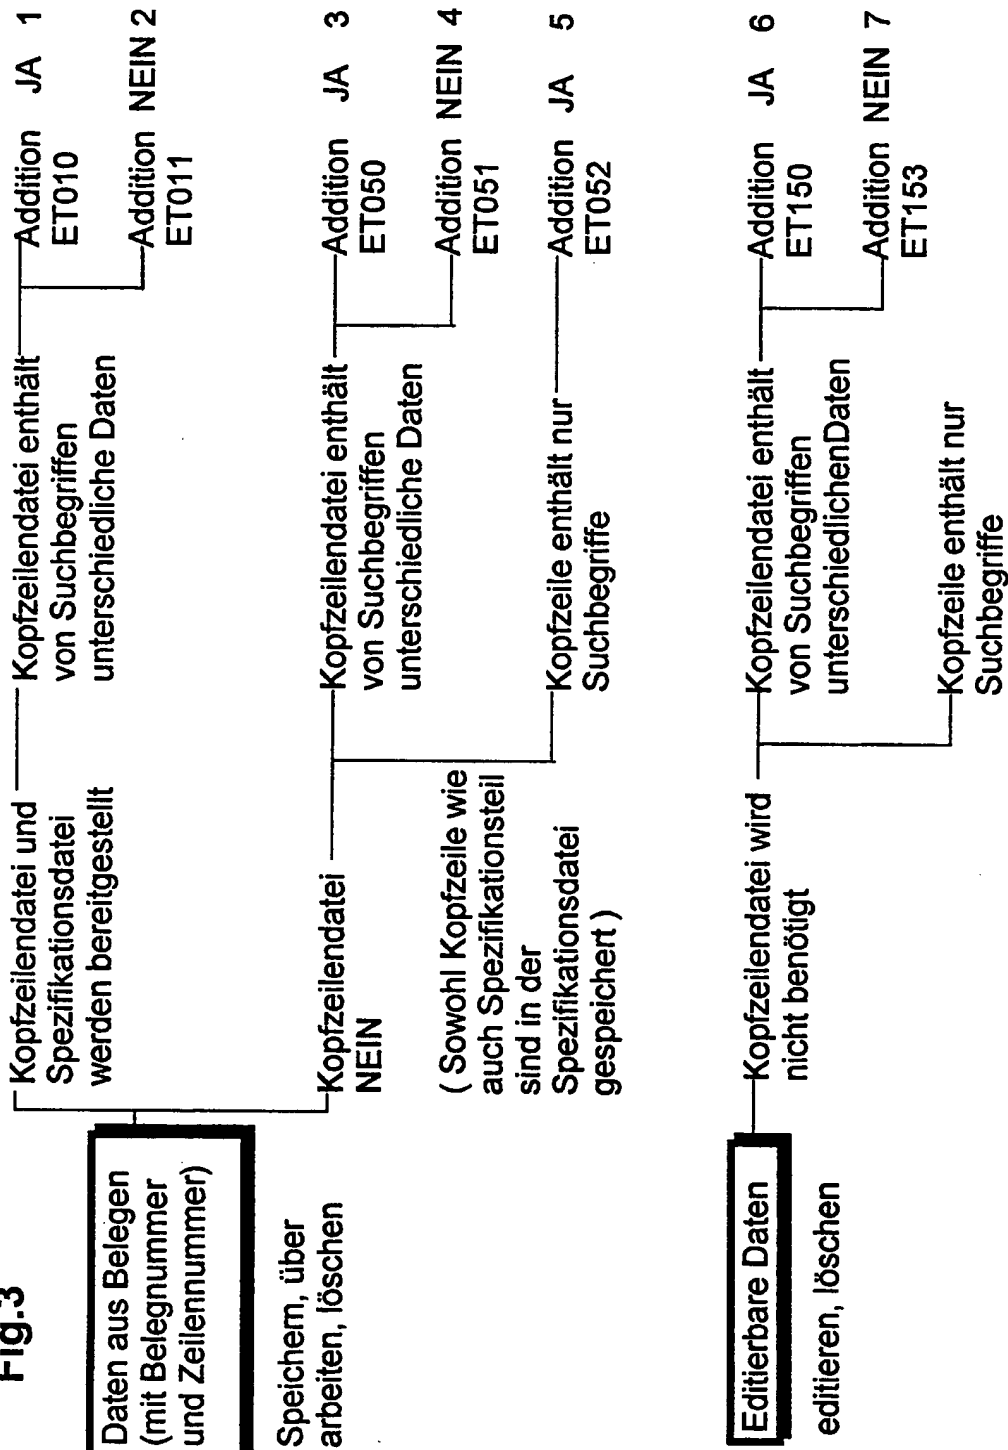 Fig.3
Daten aus Belegen
(mit Belegnummer
und Zeilennummer)
Speichern, über
arbeiten, löschen
Kopfzeilendatei und
Spezifikationsdatei
werden bereitgestellt
Kopfzeilendatei enthält
von Suchbegriffen
unterschiedliche Daten
Addition JA 1
ET010
Addition NEIN 2
ET011
Kopfzeilendatei
NEIN
( Sowohl Kopfzeile wie
auch Spezifikationsteil
sind in der
Spezifikationsdatei
gespeichert )
Kopfzeilendatei enthält
von Suchbegriffen
unterschiedliche Daten
Addition JA 3
ET050
Addition NEIN 4
ET051
Kopfzeile enthält nur
Suchbegriffe
Addition JA 5
ET052
Editierbare Daten
editieren, löschen
Kopfzeilendatei wird
nicht benötigt
Kopfzeilendatei enthält
von Suchbegriffen
unterschiedlichenDaten
Addition JA 6
ET150
Addition NEIN 7
ET153
Kopfzeile enthält nur
Suchbegriffe